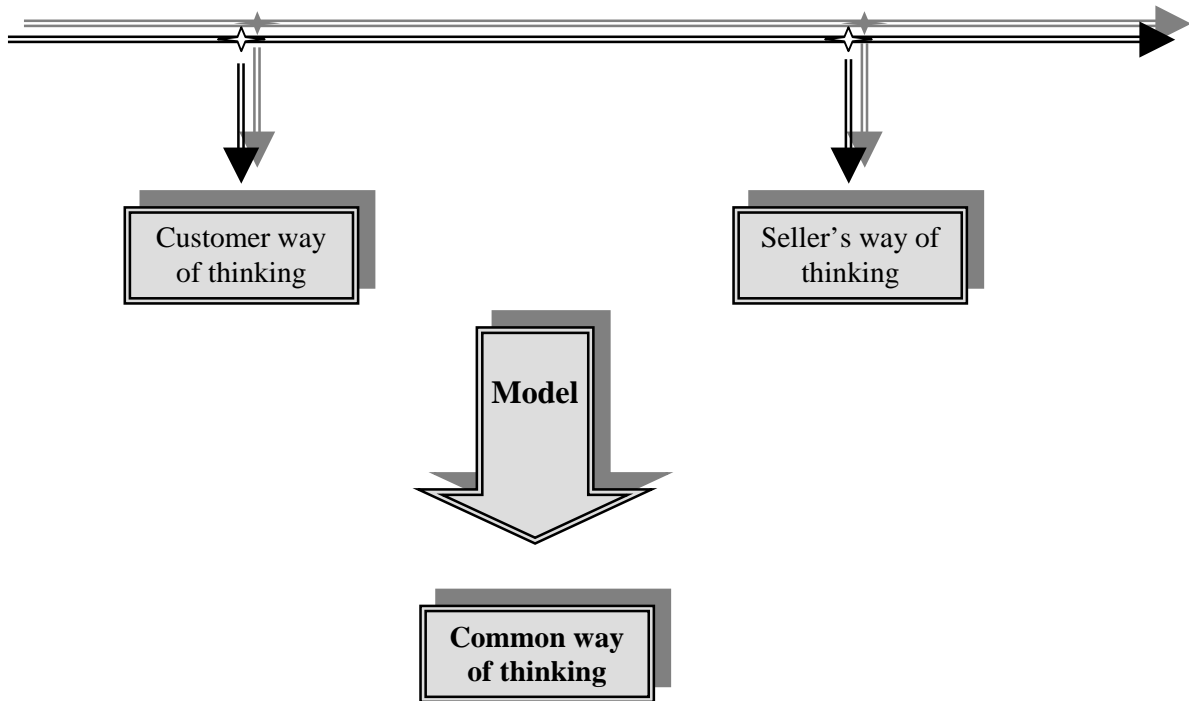 Customer way
of thinking
Seller’s way of
thinking
Model
Common way
of thinking